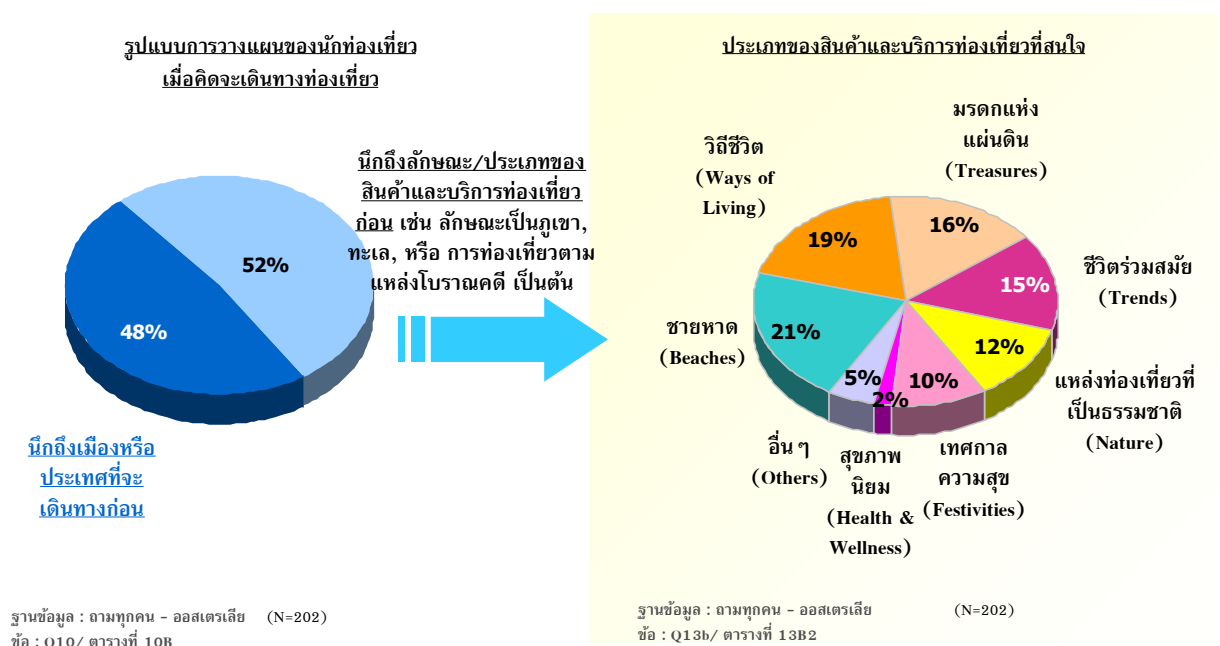 รูปแบบการวางแผนของนักท่องเที่ยว
เมื่อคิดจะเดินทางท่องเที่ยว
52%
48%
นึกถึงลักษณะ/ประเภทของ
สินค้าและบริการท่องเที่ยว
ก่อน เช่น ลักษณะเป็นภูเขา,
ทะเล, หรือ การท่องเที่ยวตาม
แหล่งโบราณคดี เป็นต้น
นึกถึงเมืองหรือ
ประเทศที่จะ
เดินทางก่อน
ฐานข้อมูล : ถามทุกคน - ออสเตรเลีย (N=202)
ข้อ : Q10/ ตารางที่ 10B
ประเภทของสินค้าและบริการท่องเที่ยวที่สนใจ
มรดกแห่ง
แผ่นดิน
(Treasures)
วิถีชีวิต
(Ways of
Living)
19%
16%
15%
ชีวิตร่วมสมัย
(Trends)
ชายหาด
(Beaches)
21%
5%
2%
10%
12%
แหล่งท่องเที่ยวที่
เป็นธรรมชาติ
(Nature)
อื่น ๆ
(Others)
สุขภาพ
นิยม
(Health &
Wellness)
เทศกาล
ความสุข
(Festivities)
ฐานข้อมูล : ถามทุกคน - ออสเตรเลีย (N=202)
ข้อ : Q13b/ ตารางที่ 13B2